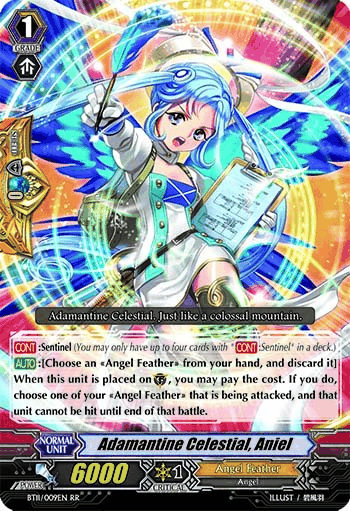 1
GRADE
SHIELD
0
Adamantine Celestial. Just like a colossal mountain.
CONT:Sentinel (You may only have up to four cards with "CONT:Sentinel" in a deck.)
AUTO:[Choose an «Angel Feather» from your hand, and discard it]
When this unit is placed on GC, you may pay the cost. If you do,
choose one of your «Angel Feather» that is being attacked, and that
unit cannot be hit until end of that battle.
NORMAL
UNIT
Adamantine Celestial, Aniel
POWER
6000
1
CRITICAL
Angel Feather
Angel
BT11/009EN RR
ILLUST / 碧風羽